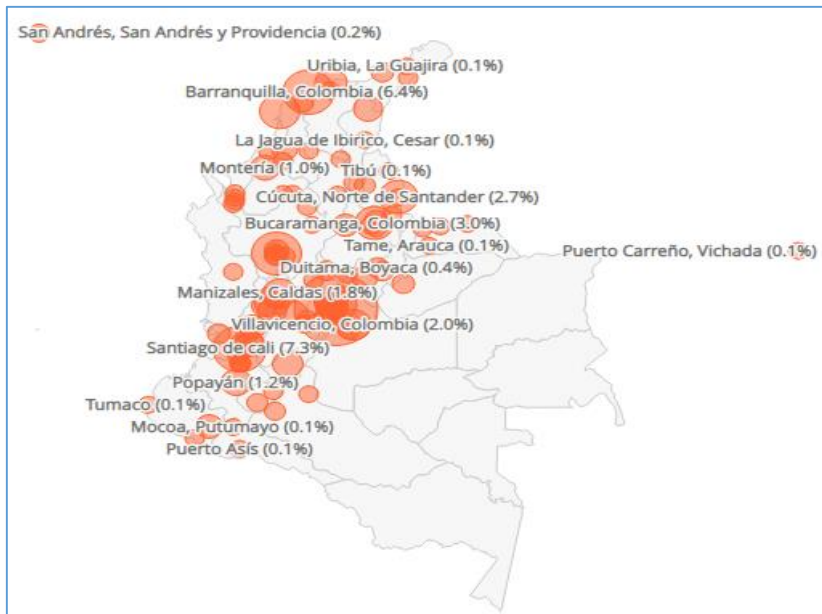 San Andrés, San Andrés y Providencia (0.2%)
Uribia, La Guajira (0.1%)
Barranquilla, Colombia (6.4%)
La Jagua de Ibirico, Cesar (0.1%)
Montería (1.0%)
Tibú (0.1%)
Cúcuta, Norte de Santander (2.7%)
Bucaramanga, Colombia (3.0%)
Tame, Arauca (0.1%)
Puerto Carreño, Vichada (0.1%)
Duitama, Boyaca (0.4%)
Manizales, Caldas (1.8%)
Villavicencio, Colombia (2.0%)
Santiago de cali (7.3%)
Popayán (1.2%)
Tumaco (0.1%)
Mocoa, Putumayo (0.1%)
Puerto Asís (0.1%)